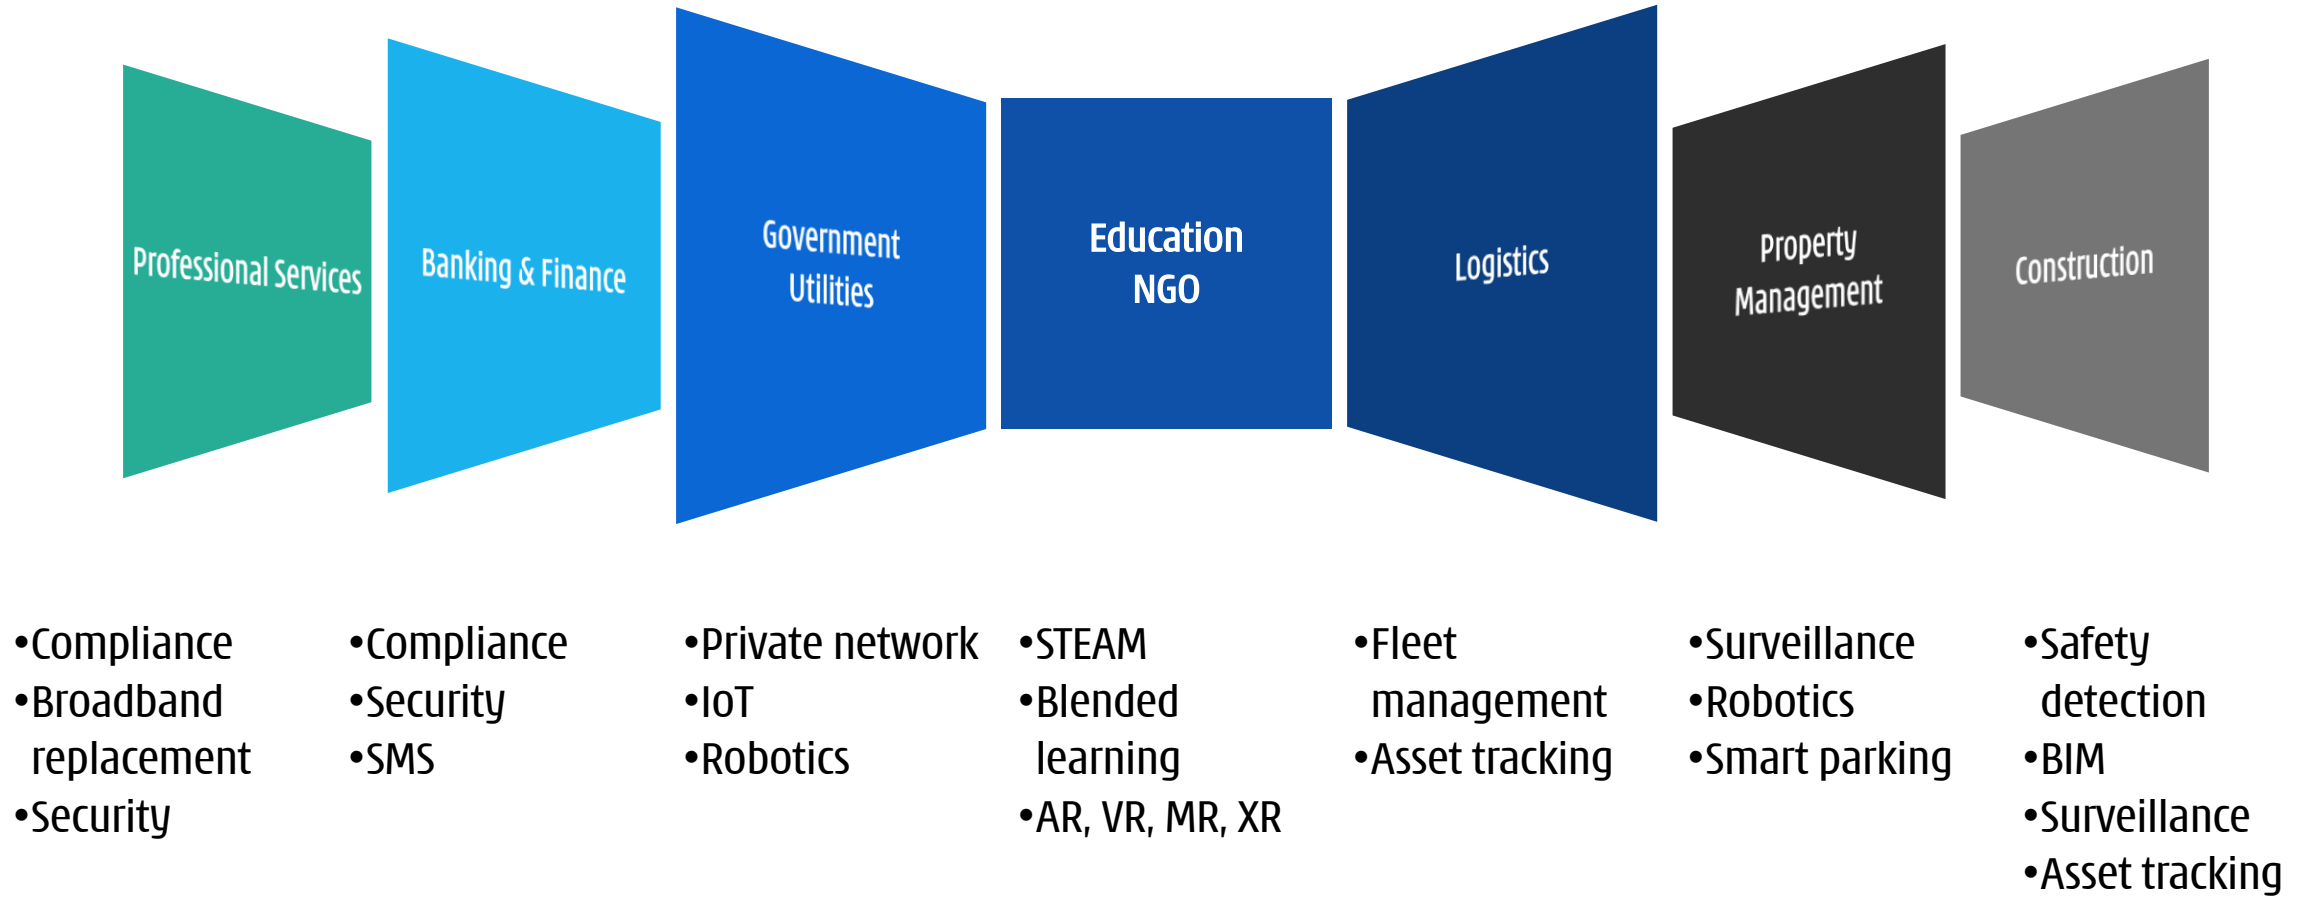 Professional Services
Banking & Finance
Government
Utilities
Education
NGO
Logistics
Property
Management
Construction
•Compliance
•Broadband
replacement
•Security
•Compliance
•Security
•SMS
•Private network
•IoT
•Robotics
•STEAM
•Blended
learning
•AR, VR, MR, XR
•Fleet
management
•Asset tracking
•Surveillance
•Robotics
•Smart parking
•Safety
detection
•BIM
•Surveillance
•Asset tracking